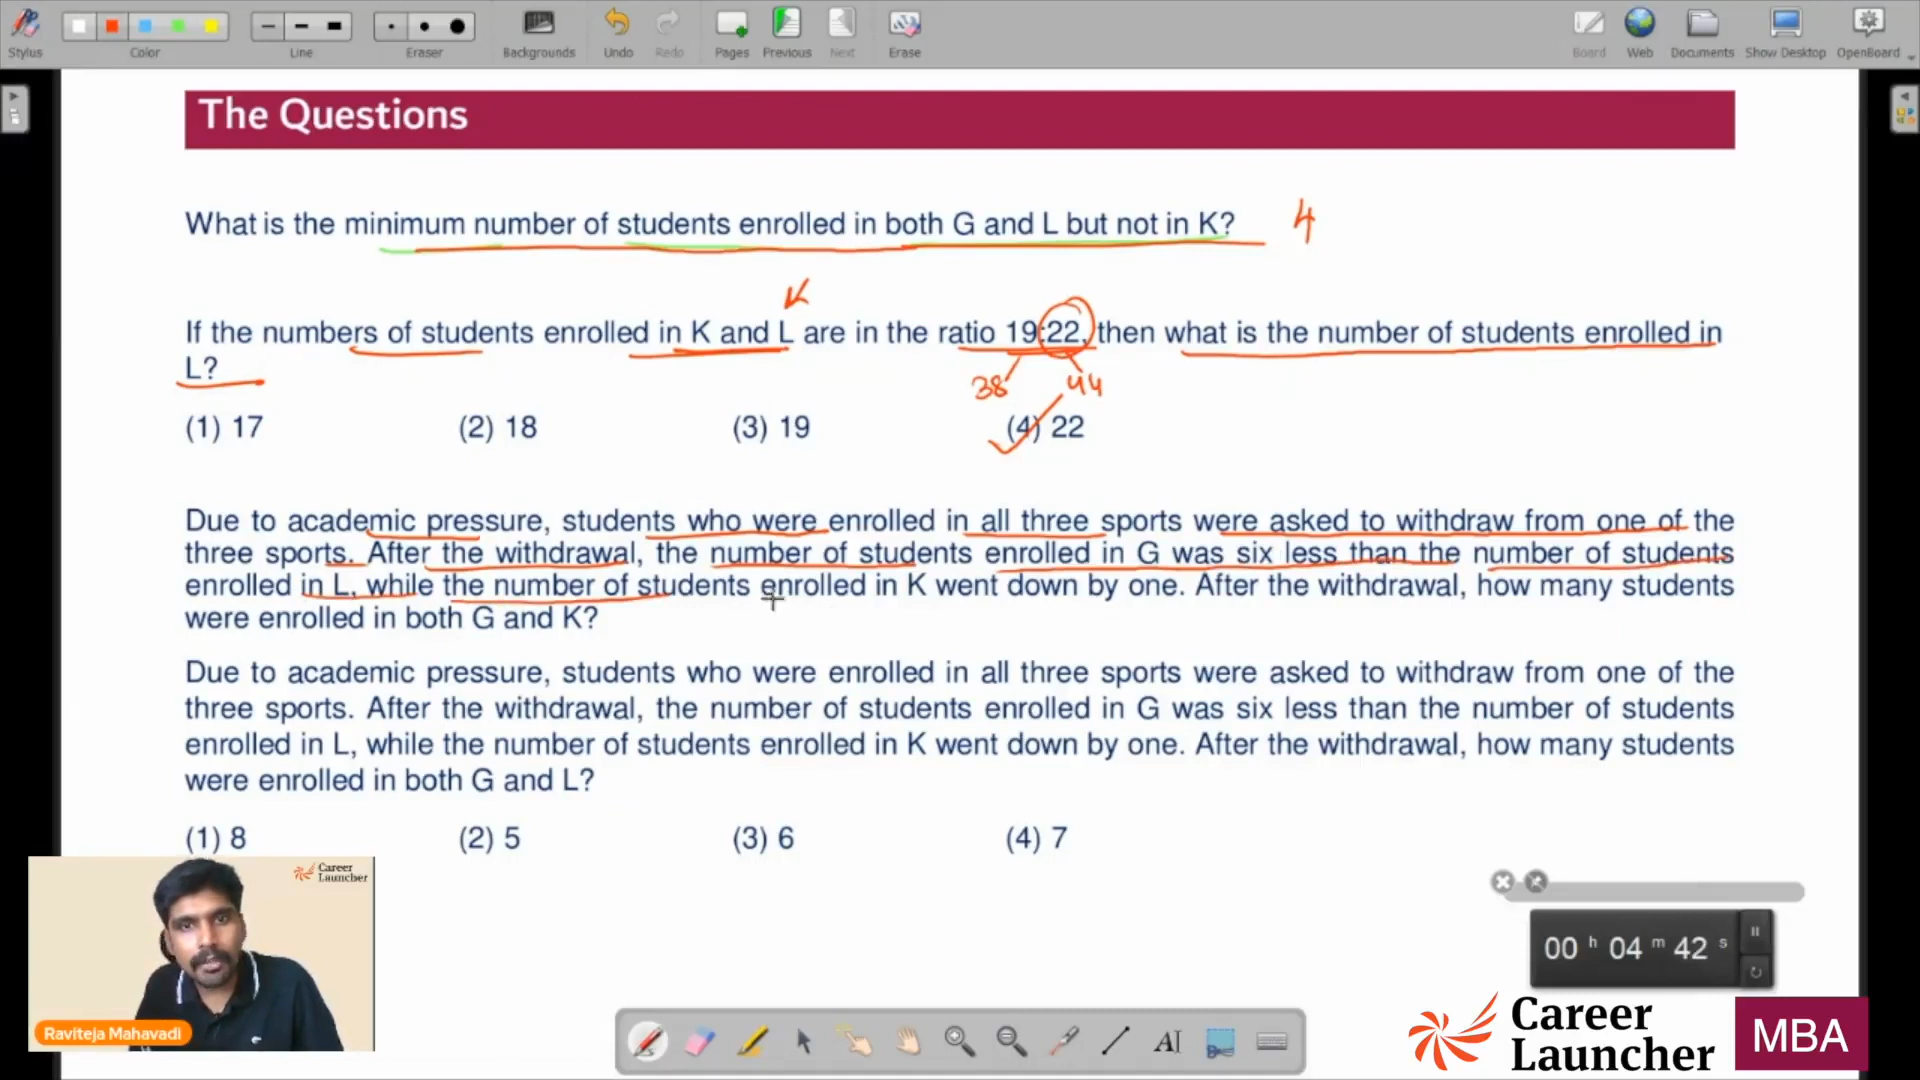 Stylus
Color
Line
Eraser
Backgrounds
Undo
Redo
Pages
Previous
Next
Erase
Board
Web
Documents
Show Desktop
OpenBoard
The Questions
What is the minimum number of students enrolled in both G and L but not in K? 4
K
If the numbers of students enrolled in K and L are in the ratio 19:22, then what is the number of students enrolled in
L?
38 44
(1) 17 (2) 18 (3) 19 (4) 22
Due to academic pressure, students who were enrolled in all three sports were asked to withdraw from one of the
three sports. After the withdrawal, the number of students enrolled in G was six less than the number of students
enrolled in L, while the number of students enrolled in K went down by one. After the withdrawal, how many students
were enrolled in both G and K?
Due to academic pressure, students who were enrolled in all three sports were asked to withdraw from one of the
three sports. After the withdrawal, the number of students enrolled in G was six less than the number of students
enrolled in L, while the number of students enrolled in K went down by one. After the withdrawal, how many students
were enrolled in both G and L?
(1) 8 (2) 5 (3) 6 (4) 7
Career
Launcher
Raviteja Mahavadi
00 h 04 m 42 s
AI
Career
Launcher
MBA